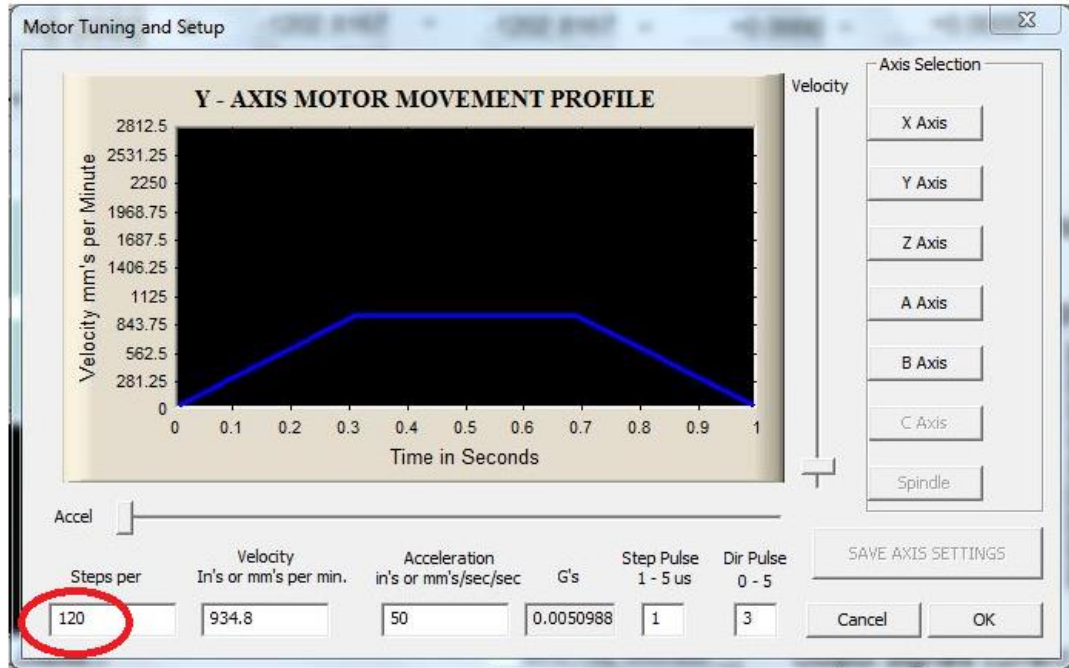 Motor Tuning and Setup
Y - AXIS MOTOR MOVEMENT PROFILE
Velocity mm's per Minute
2812.5
2531.25
2250
1968.75
1687.5
1406.25
1125
843.75
562.5
281.25
0
0 0.1 0.2 0.3 0.4 0.5 0.6 0.7 0.8 0.9 1
Time in Seconds
Velocity
Axis Selection
X Axis
Y Axis
Z Axis
A Axis
B Axis
C Axis
Spindle
Accel
Steps per
Velocity
In's or mm's per min.
Acceleration
in's or mm's/sec/sec
G's
Step Pulse
1 - 5 us
Dir Pulse
0 - 5
SAVE AXIS SETTINGS
120 934.8 50 0.0050988 1 3
Cancel OK